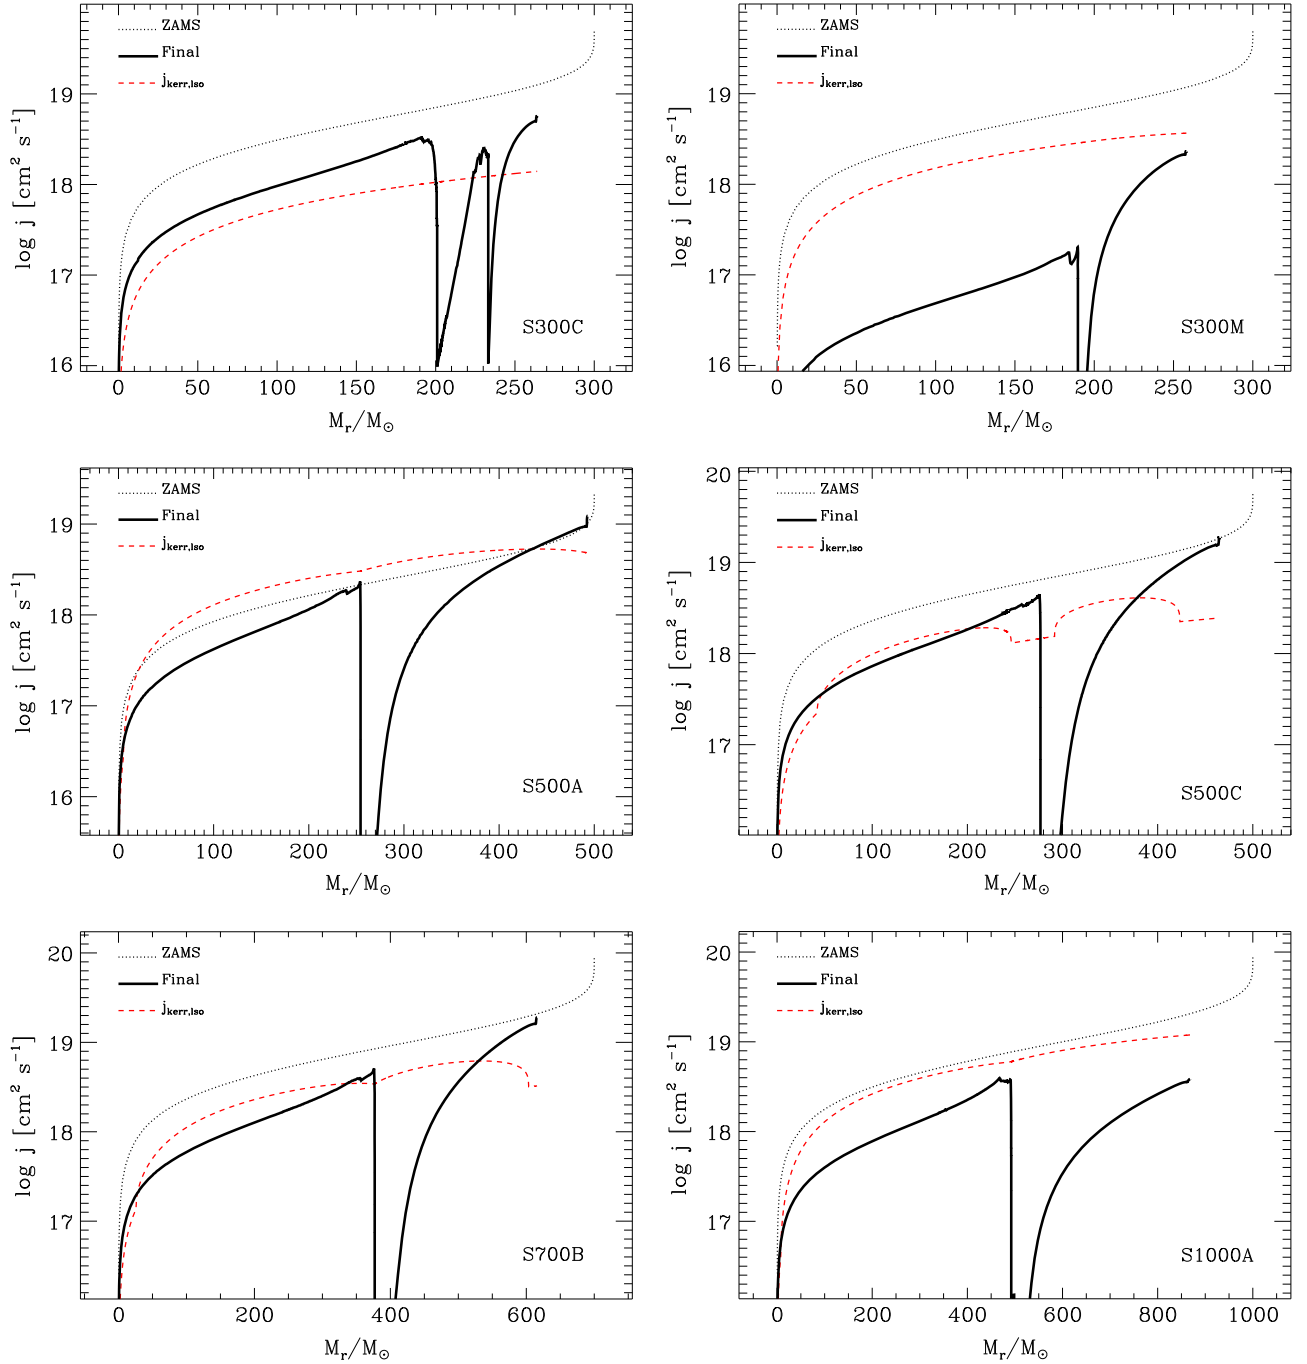 ZAMS
Final
j_kerr,lso
19
18
17
16
log j [cm² s⁻¹]
S300C
0 50 100 150 200 250 300
M_r/M_⊙
ZAMS
Final
j_kerr,lso
19
18
17
16
log j [cm² s⁻¹]
S300M
0 50 100 150 200 250 300
M_r/M_⊙
ZAMS
Final
j_kerr,lso
19
18
17
16
log j [cm² s⁻¹]
S500A
0 100 200 300 400 500
M_r/M_⊙
20
ZAMS
Final
j_kerr,lso
19
18
17
log j [cm² s⁻¹]
S500C
0 100 200 300 400 500
M_r/M_⊙
20
ZAMS
Final
j_kerr,lso
19
18
17
log j [cm² s⁻¹]
S700B
0 200 400 600
M_r/M_⊙
20
ZAMS
Final
j_kerr,lso
19
18
17
log j [cm² s⁻¹]
S1000A
0 200 400 600 800 1000
M_r/M_⊙